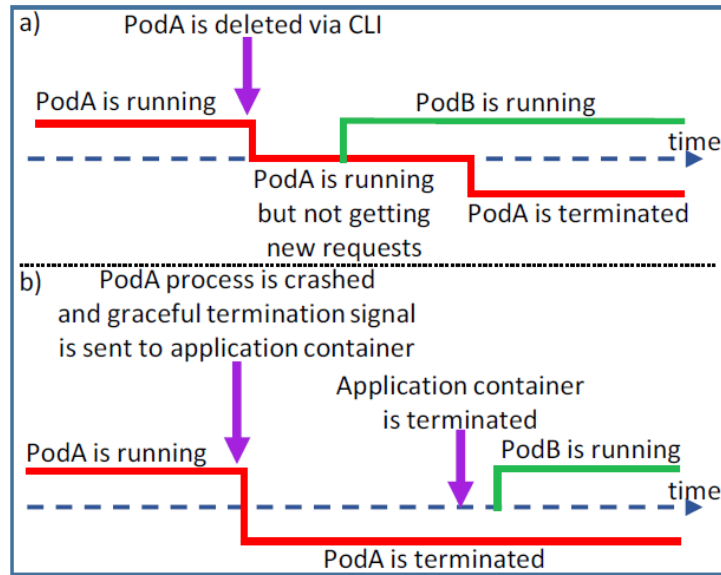 a)
PodA is deleted via CLI
PodA is running
PodB is running
time
PodA is running
but not getting
new requests
PodA is terminated
b)
PodA process is crashed
and graceful termination signal
is sent to application container
Application container
is terminated
PodA is running
PodB is running
time
PodA is terminated